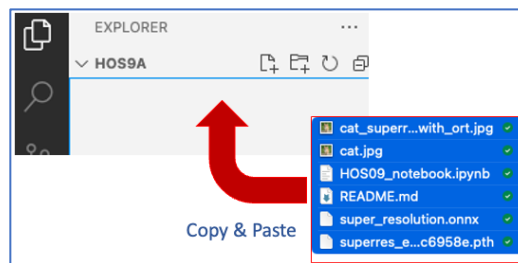 EXPLORER
HOS9A
cat_superr...with_ort.jpg
cat.jpg
HOS09_notebook.ipynb
README.md
super_resolution.onnx
superres_e...c6958e.pth
Copy & Paste